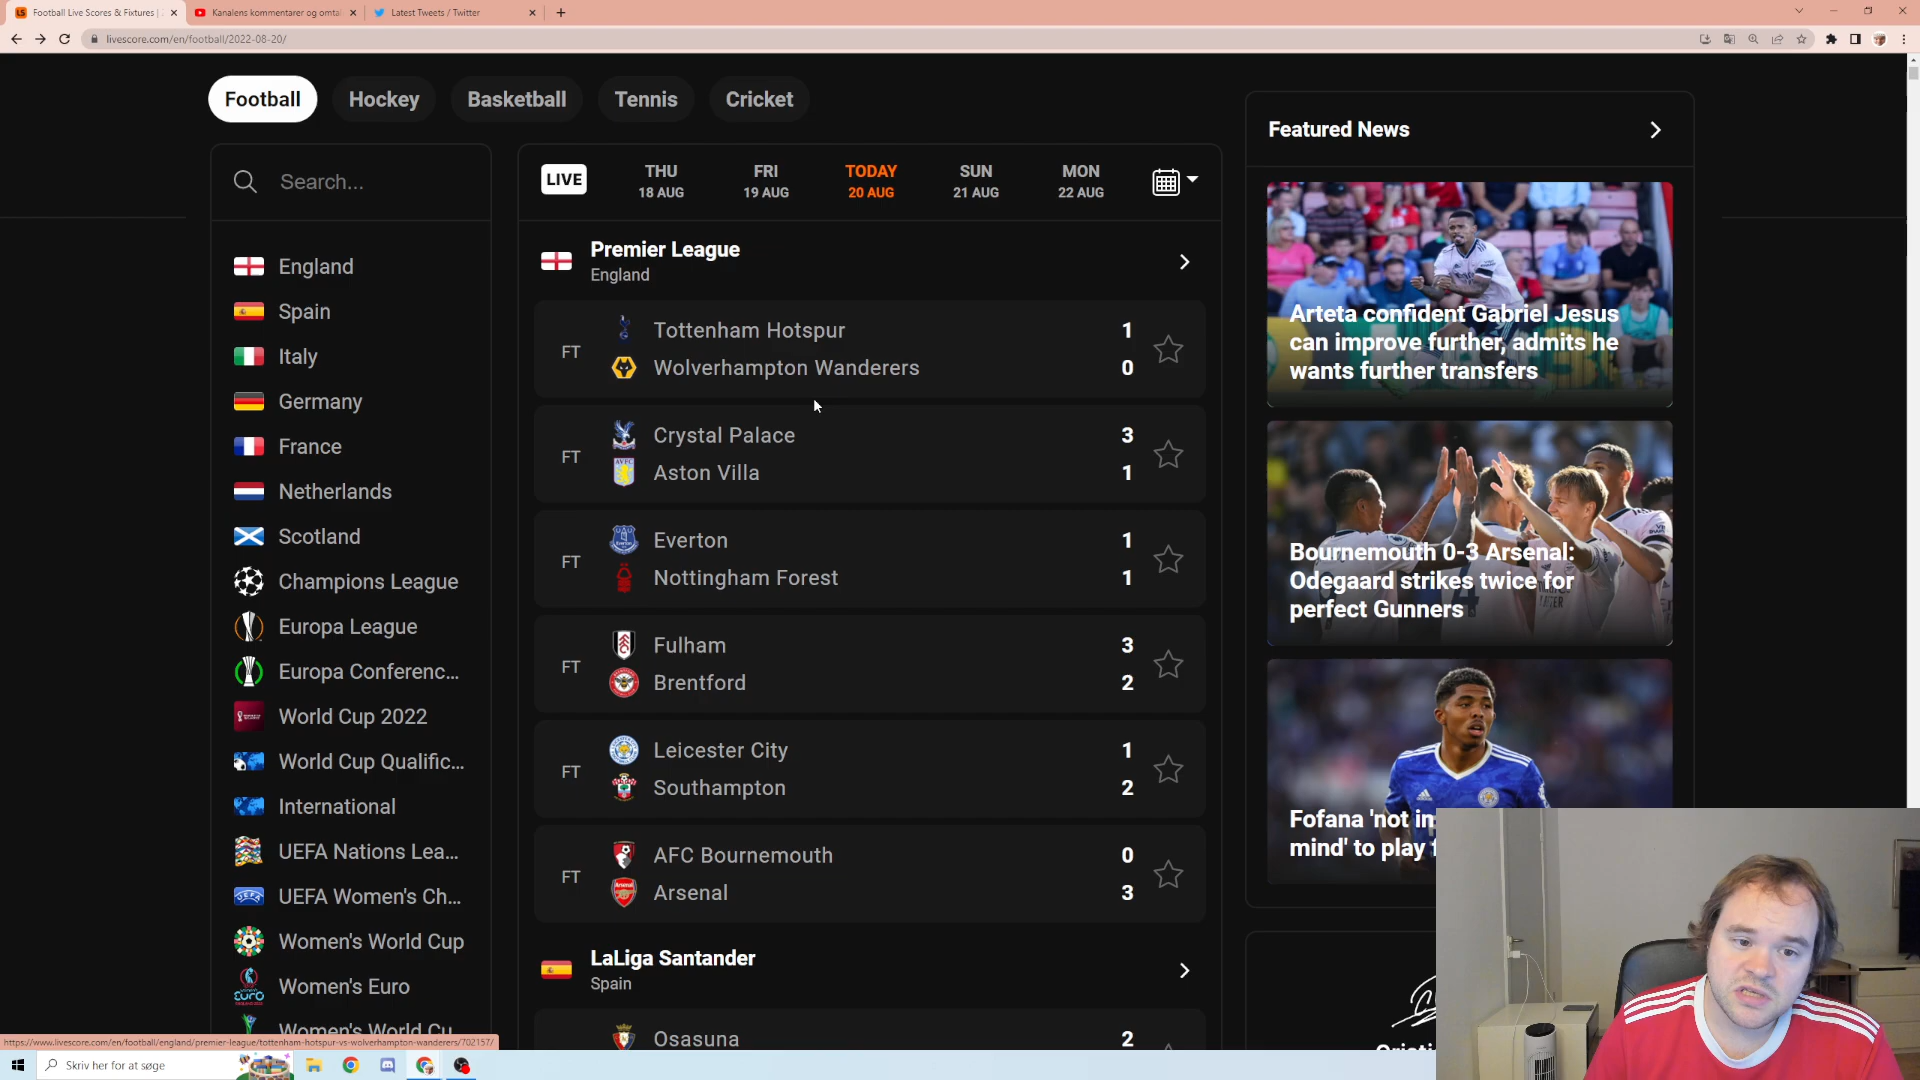 Football Live Scores & Fixtures |
Kanalens kommentarer og omtal
Latest Tweets / Twitter
livescore.com/en/football/2022-08-20/
Football
Hockey
Basketball
Tennis
Cricket
Search...
England
Spain
Italy
Germany
France
Netherlands
Scotland
Champions League
Europa League
Europa Conferenc...
World Cup 2022
World Cup Qualific...
International
UEFA Nations Lea...
UEFA Women's Ch...
Women's World Cup
Women's Euro
Women's World Cu
LIVE
THU
18 AUG
FRI
19 AUG
TODAY
20 AUG
SUN
21 AUG
MON
22 AUG
Premier League
England
FT
Tottenham Hotspur 1
Wolverhampton Wanderers 0
FT
Crystal Palace 3
Aston Villa 1
FT
Everton 1
Nottingham Forest 1
FT
Fulham 3
Brentford 2
FT
Leicester City 1
Southampton 2
FT
AFC Bournemouth 0
Arsenal 3
LaLiga Santander
Spain
Osasuna 2
Featured News
Arteta confident Gabriel Jesus
can improve further, admits he
wants further transfers
Bournemouth 0-3 Arsenal:
Odegaard strikes twice for
perfect Gunners
Fofana 'not in
mind' to play f
https://www.livescore.com/en/football/england/premier-league/tottenham-hotspur-vs-wolverhampton-wanderers/702157/
Skriv her for at søge